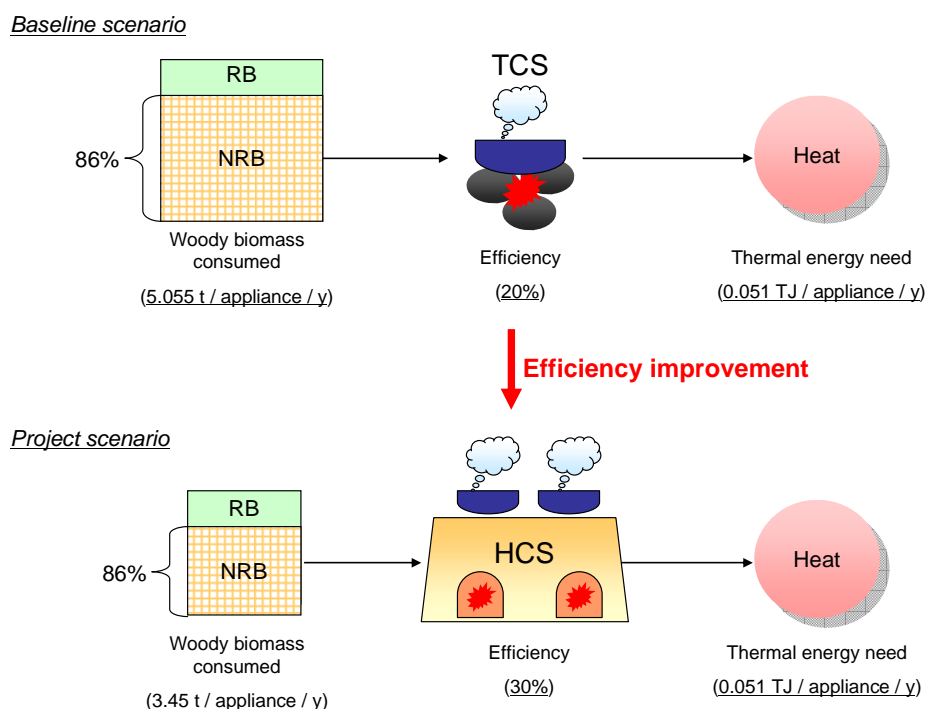 Baseline scenario
RB
TCS
86%
NRB
Heat
Woody biomass
consumed
(5.055 t / appliance / y)
Efficiency
(20%)
Thermal energy need
(0.051 TJ / appliance / y)
Efficiency improvement
Project scenario
RB
HCS
86%
NRB
Heat
Woody biomass
consumed
(3.45 t / appliance / y)
Efficiency
(30%)
Thermal energy need
(0.051 TJ / appliance / y)